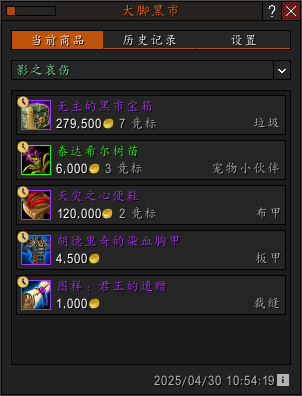 大脚黑市
?
当前商品 历史记录 设置
影之哀伤
无主的黑市宝箱
279,500 7 竞标 垃圾
泰达希尔树苗
6,000 3 竞标 宠物小伙伴
天灾之心便鞋
120,000 2 竞标 布甲
胡德里奇的染血胸甲
4,500 板甲
图样：君王的遗赠
1,000 裁缝
2025/04/30 10:54:19 i